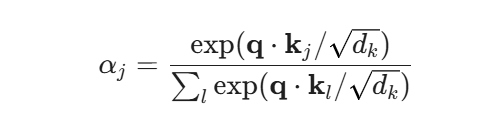 α_j = exp(q · k_j/√d_k) / ∑_l exp(q · k_l/√d_k)